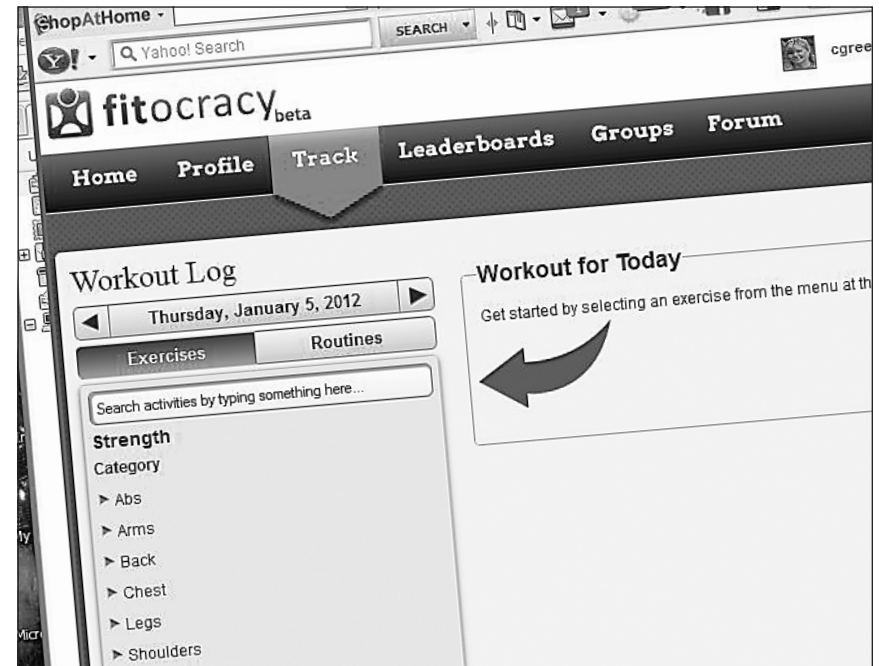 ShopAtHome -
Yahoo! Search
SEARCH
cgree
fitocracy beta
Home Profile Track Leaderboards Groups Forum
Workout Log
Thursday, January 5, 2012
Exercises Routines
Search activities by typing something here...
Strength
Category
Abs
Arms
Back
Chest
Legs
Shoulders
Workout for Today
Get started by selecting an exercise from the menu at th
My
Micr